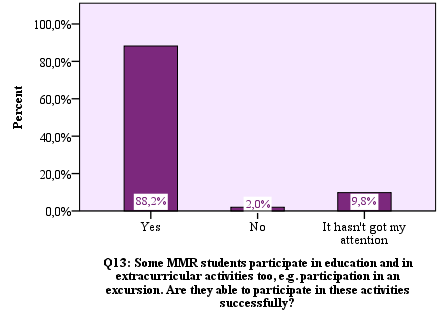 Percent
100,0%
80,0%
60,0%
40,0%
20,0%
0,0%
88,2%
2,0%
9,8%
Yes
No
It hasn't got my
attention
Q13: Some MMR students participate in education and in
extracurricular activities too, e.g. participation in an
excursion. Are they able to participate in these activities
successfully?